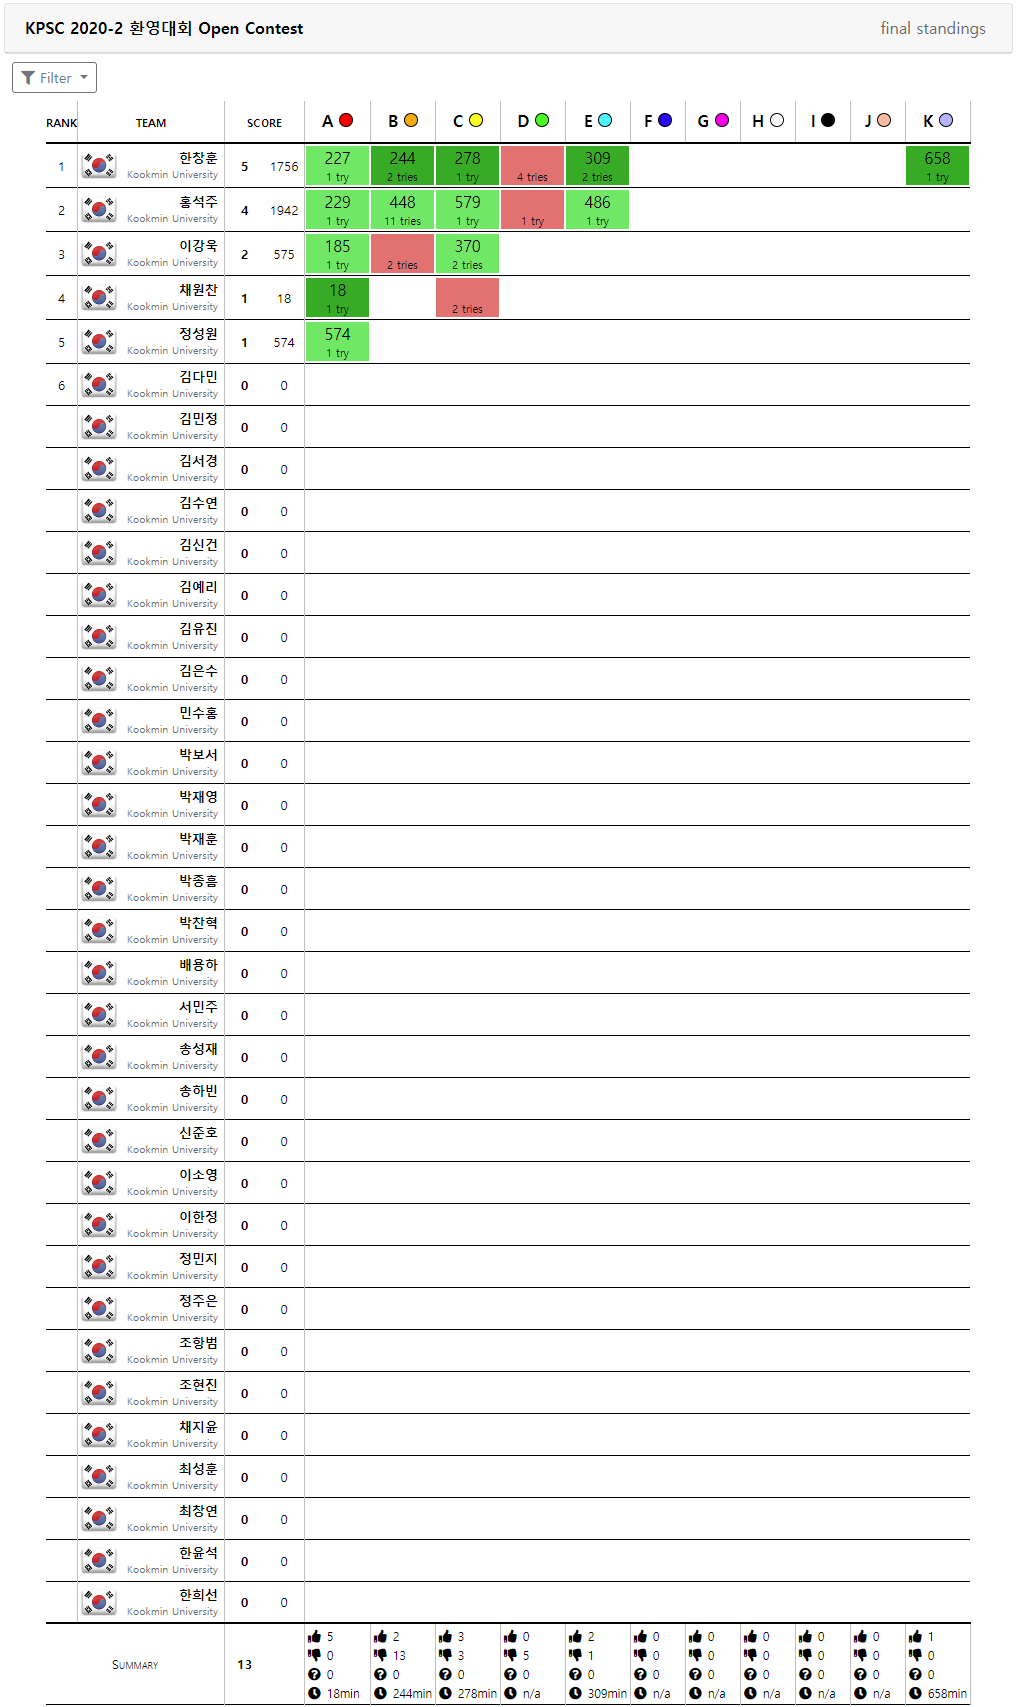 KPSC 2020-2 환영대회 Open Contest final standings
Filter
RANK TEAM SCORE A B C D E F G H I J K
1 한창훈 5 1756 227 244 278 309 658
Kookmin University 1 try 2 tries 1 try 4 tries 2 tries 1 try
2 홍석주 4 1942 229 448 579 486
Kookmin University 1 try 11 tries 1 try 1 try 1 try
3 이강욱 2 575 185 370
Kookmin University 1 try 2 tries 2 tries
4 채원찬 1 18 18
Kookmin University 1 try 2 tries
5 정성원 1 574 574
Kookmin University 1 try
6 김다민 0 0
Kookmin University
김민정 0 0
Kookmin University
김서경 0 0
Kookmin University
김수연 0 0
Kookmin University
김신건 0 0
Kookmin University
김예리 0 0
Kookmin University
김유진 0 0
Kookmin University
김은수 0 0
Kookmin University
민수홍 0 0
Kookmin University
박보서 0 0
Kookmin University
박재영 0 0
Kookmin University
박재훈 0 0
Kookmin University
박종흠 0 0
Kookmin University
박찬혁 0 0
Kookmin University
배용하 0 0
Kookmin University
서민주 0 0
Kookmin University
송성재 0 0
Kookmin University
송하빈 0 0
Kookmin University
신준호 0 0
Kookmin University
이소영 0 0
Kookmin University
이한정 0 0
Kookmin University
정민지 0 0
Kookmin University
정주은 0 0
Kookmin University
조항범 0 0
Kookmin University
조현진 0 0
Kookmin University
채지윤 0 0
Kookmin University
최성훈 0 0
Kookmin University
최창연 0 0
Kookmin University
한윤석 0 0
Kookmin University
한희선 0 0
Kookmin University
5 2 3 0 2 0 0 0 0 0 1
0 13 3 5 1 0 0 0 0 0 0
Summary 13
0 0 0 0 0 0 0 0 0 0 0
18min 244min 278min n/a 309min n/a n/a n/a n/a n/a 658min